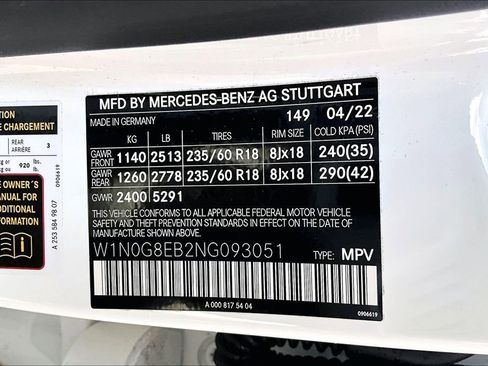 MFD BY MERCEDES-BENZ AG STUTTGART
MADE IN GERMANY 149 04/22
KG LB TIRES RIM SIZE COLD KPA (PSI)
GAWR FRONT 1140 2513 235/60 R18 8Jx18 240(35)
GAWR REAR 1260 2778 235/60 R18 8Jx18 290(42)
GVWR 2400 5291
THIS VEHICLE CONFORMS TO ALL APPLICABLE FEDERAL MOTOR
VEHICLE SAFETY AND THEFT PREVENTION
STANDARDS IN EFFECT ON THE DATE OF
MANUFACTURE SHOWN ABOVE.
W1N0G8EB2NG093051 TYPE: MPV
A 000 817 54 04
0906619
REAR
ARRIÈRE 3
CHARGEMENT
kg. 920 lbs.
lb.
OWNER´S
MANUAL FOR
ADDITIONAL
INFORMATION
A 253 584 98 07
0906619